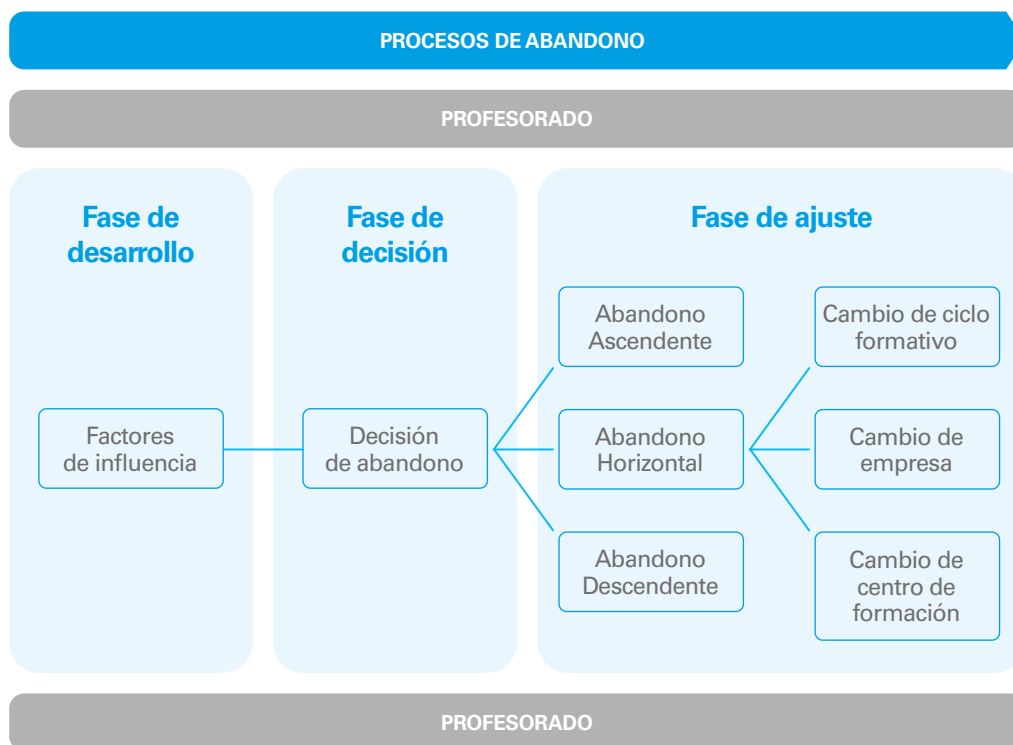 PROCESOS DE ABANDONO
PROFESORADO
Fase de
desarrollo
Factores
de influencia
Fase de
decisión
Decisión
de abandono
Fase de ajuste
Abandono
Ascendente
Abandono
Horizontal
Abandono
Descendente
Cambio de ciclo
formativo
Cambio de
empresa
Cambio de
centro de
formación
PROFESORADO